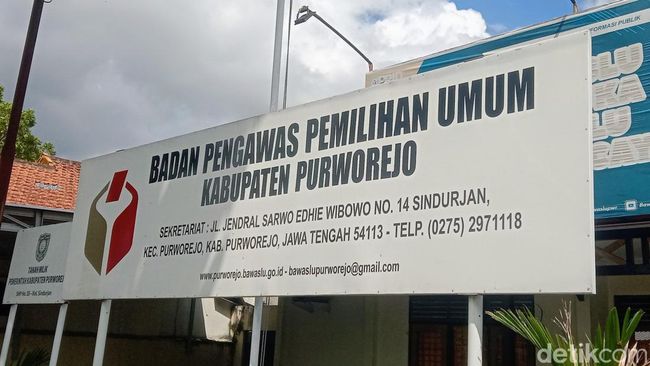 BADAN PENGAWAS PEMILIHAN UMUM
KABUPATEN PURWOREJO
SEKRETARIAT : JL. JENDRAL SARWO EDHIE WIBOWO NO. 14 SINDURJAN,
KEC. PURWOREJO, KAB. PURWOREJO, JAWA TENGAH 54113 - TELP. (0275) 2971118
www.purworejo.bawaslu.go.id - bawaslupurworejo@gmail.com
TANAH MILIK
PEMERINTAH KABUPATEN PURWOREJ
FORMASI PUBLIK
detikcom